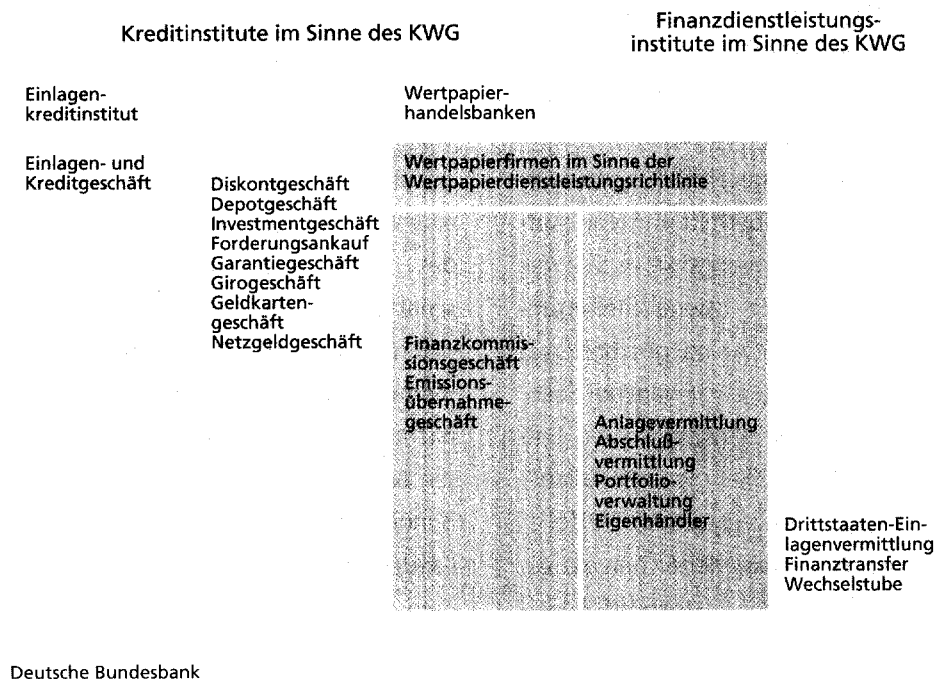 Kreditinstitute im Sinne des KWG
Finanzdienstleistungs-
institute im Sinne des KWG
Einlagen-
kreditinstitut
Wertpapier-
handelsbanken
Einlagen- und
Kreditgeschäft
Diskontgeschäft
Depotgeschäft
Investmentgeschäft
Forderungsankauf
Garantiegeschäft
Girogeschäft
Geldkarten-
geschäft
Netzgeldgeschäft
Wertpapierfirmen im Sinne der
Wertpapierdienstleistungsrichtlinie
Finanzkommis-
sionsgeschäft
Emissions-
übernahme-
geschäft
Anlagevermittlung
Abschluß-
vermittlung
Portfolio-
verwaltung
Eigenhändler
Drittstaaten-Ein-
lagenvermittlung
Finanztransfer
Wechselstube
Deutsche Bundesbank